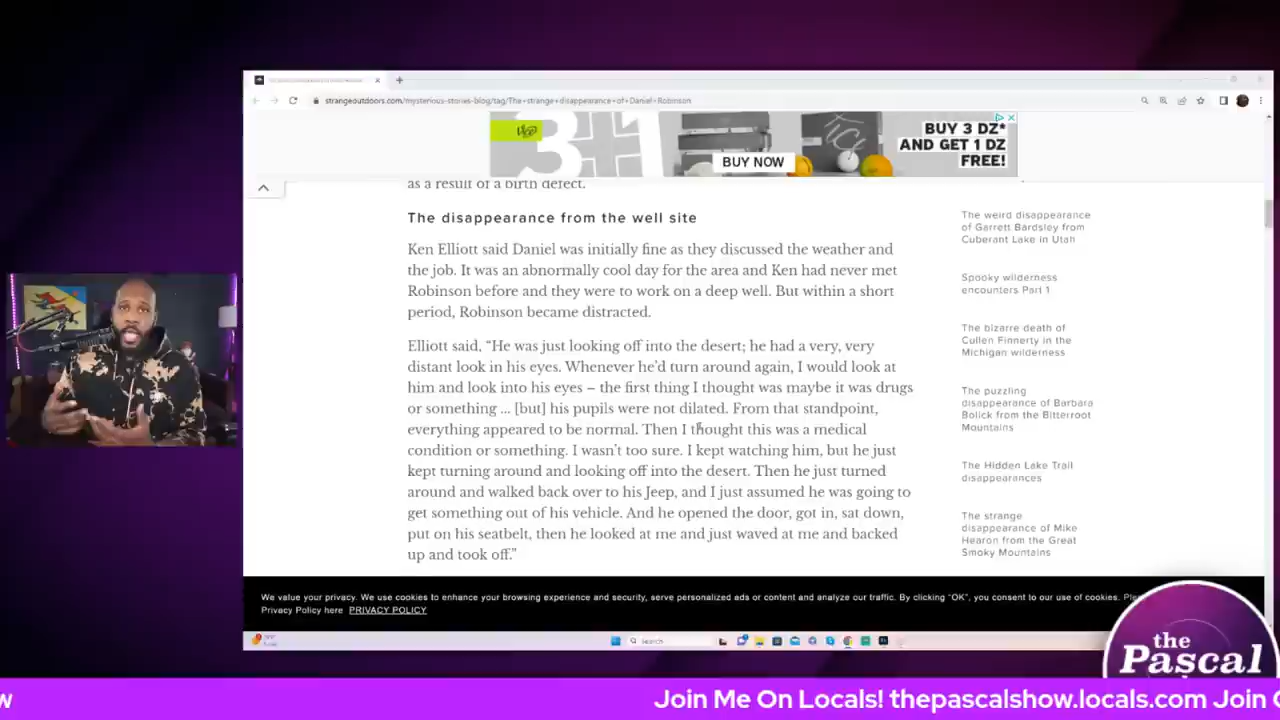 strangeoutdoors.com/mysterious-stories-blog/tag/The+strange+disappearance+of+Daniel+Robinson
BUY 3 DZ*
AND GET 1 DZ
FREE!
BUY NOW
3+1
as a result of a birth defect.
The disappearance from the well site
Ken Elliott said Daniel was initially fine as they discussed the weather and
the job. It was an abnormally cool day for the area and Ken had never met
Robinson before and they were to work on a deep well. But within a short
period, Robinson became distracted.
Elliott said, “He was just looking off into the desert; he had a very, very
distant look in his eyes. Whenever he’d turn around again, I would look at
him and look into his eyes – the first thing I thought was maybe it was drugs
or something ... [but] his pupils were not dilated. From that standpoint,
everything appeared to be normal. Then I thought this was a medical
condition or something. I wasn’t too sure. I kept watching him, but he just
kept turning around and looking off into the desert. Then he just turned
around and walked back over to his Jeep, and I just assumed he was going to
get something out of his vehicle. And he opened the door, got in, sat down,
put on his seatbelt, then he looked at me and just waved at me and backed
up and took off.”
The weird disappearance
of Garrett Bardsley from
Cuberant Lake in Utah
Spooky wilderness
encounters Part 1
The bizarre death of
Cullen Finnerty in the
Michigan wilderness
The puzzling
disappearance of Barbara
Bolick from the Bitterroot
Mountains
The Hidden Lake Trail
disappearances
The strange
disappearance of Mike
Hearon from the Great
Smoky Mountains
We value your privacy. We use cookies to enhance your browsing experience and security, serve personalized ads or content and analyze our traffic. By clicking "OK", you consent to our use of cookies.
Privacy Policy here PRIVACY POLICY
Search
the
Pascal
w Join Me On Locals! thepascalshow.locals.com Join